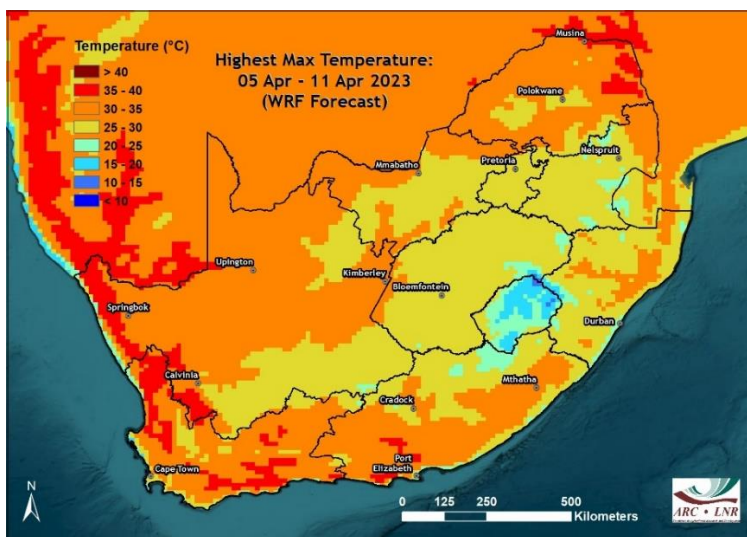 Temperature (°C)
> 40
35 - 40
30 - 35
25 - 30
20 - 25
15 - 20
10 - 15
< 10
Highest Max Temperature:
05 Apr - 11 Apr 2023
(WRF Forecast)
Musina
Polokwane
Nelspruit
Pretoria
Mmabatho
Upington
Kimberley
Bloemfontein
Springbok
Durban
Calvinia
Mthatha
Cradock
Cape Town
Port
Elizabeth
N
0 125 250 500
Kilometers
ARC • LNR